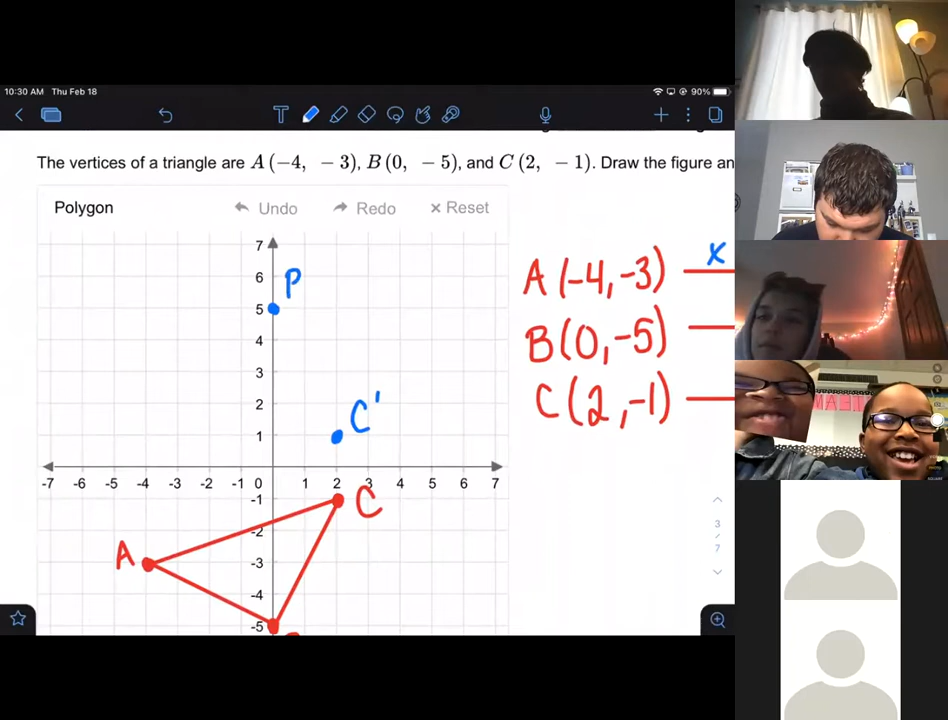 10:30 AM Thu Feb 18
90%
The vertices of a triangle are A (−4, −3), B (0, −5), and C (2, −1). Draw the figure an
Polygon Undo Redo × Reset
7
6
5
4
3
2
1
-7 -6 -5 -4 -3 -2 -1 0 1 2 3 4 5 6 7
-1
-2
-3
-4
-5
P
C'
C
A
A (-4, -3) x
B (0, -5)
C (2, -1)
3
/
7